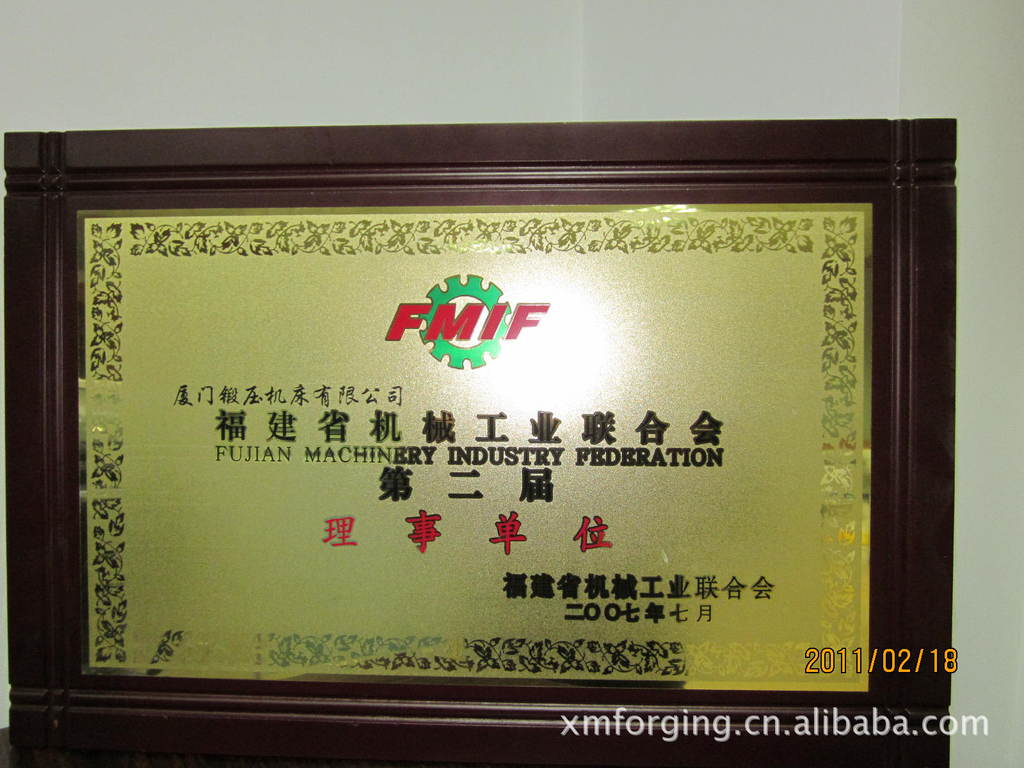 FMIF
厦门锻压机床有限公司
福建省机械工业联合会
FUJIAN MACHINERY INDUSTRY FEDERATION
第二届
理事单位
福建省机械工业联合会
二〇〇七年七月
2011/02/18
xmforging.cn.alibaba.com